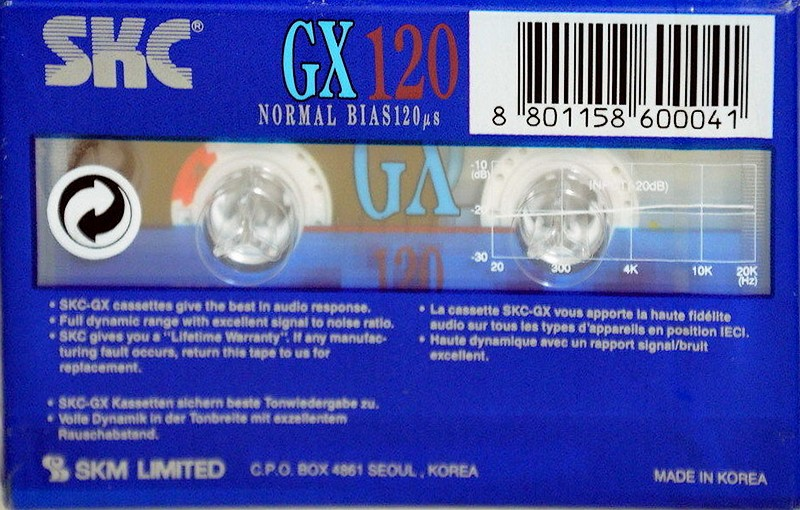 SKC®
GX 120
NORMAL BIAS120µs
8 801158 600041
GX
120
-10
(dB)
INPUT(-20dB)
-20
-30
20 300 4K 10K 20K
(Hz)
• SKC-GX cassettes give the best in audio response.
• Full dynamic range with excellent signal to noise ratio.
• SKC gives you a "Lifetime Warranty". If any manufac-
turing fault occurs, return this tape to us for
replacement.
• La cassette SKC-GX vous apporte la haute fidélite
audio sur tous les types d'appareils en position IECI.
• Haute dynamique avec un rapport signal/bruit
excellent.
• SKC-GX Kassetten sichern beste Tonwiedergabe zu.
• Volle Dynamik in der Tonbreite mit exzellentem
Rauschabstand.
SKM LIMITED C.P.O. BOX 4861 SEOUL , KOREA
MADE IN KOREA